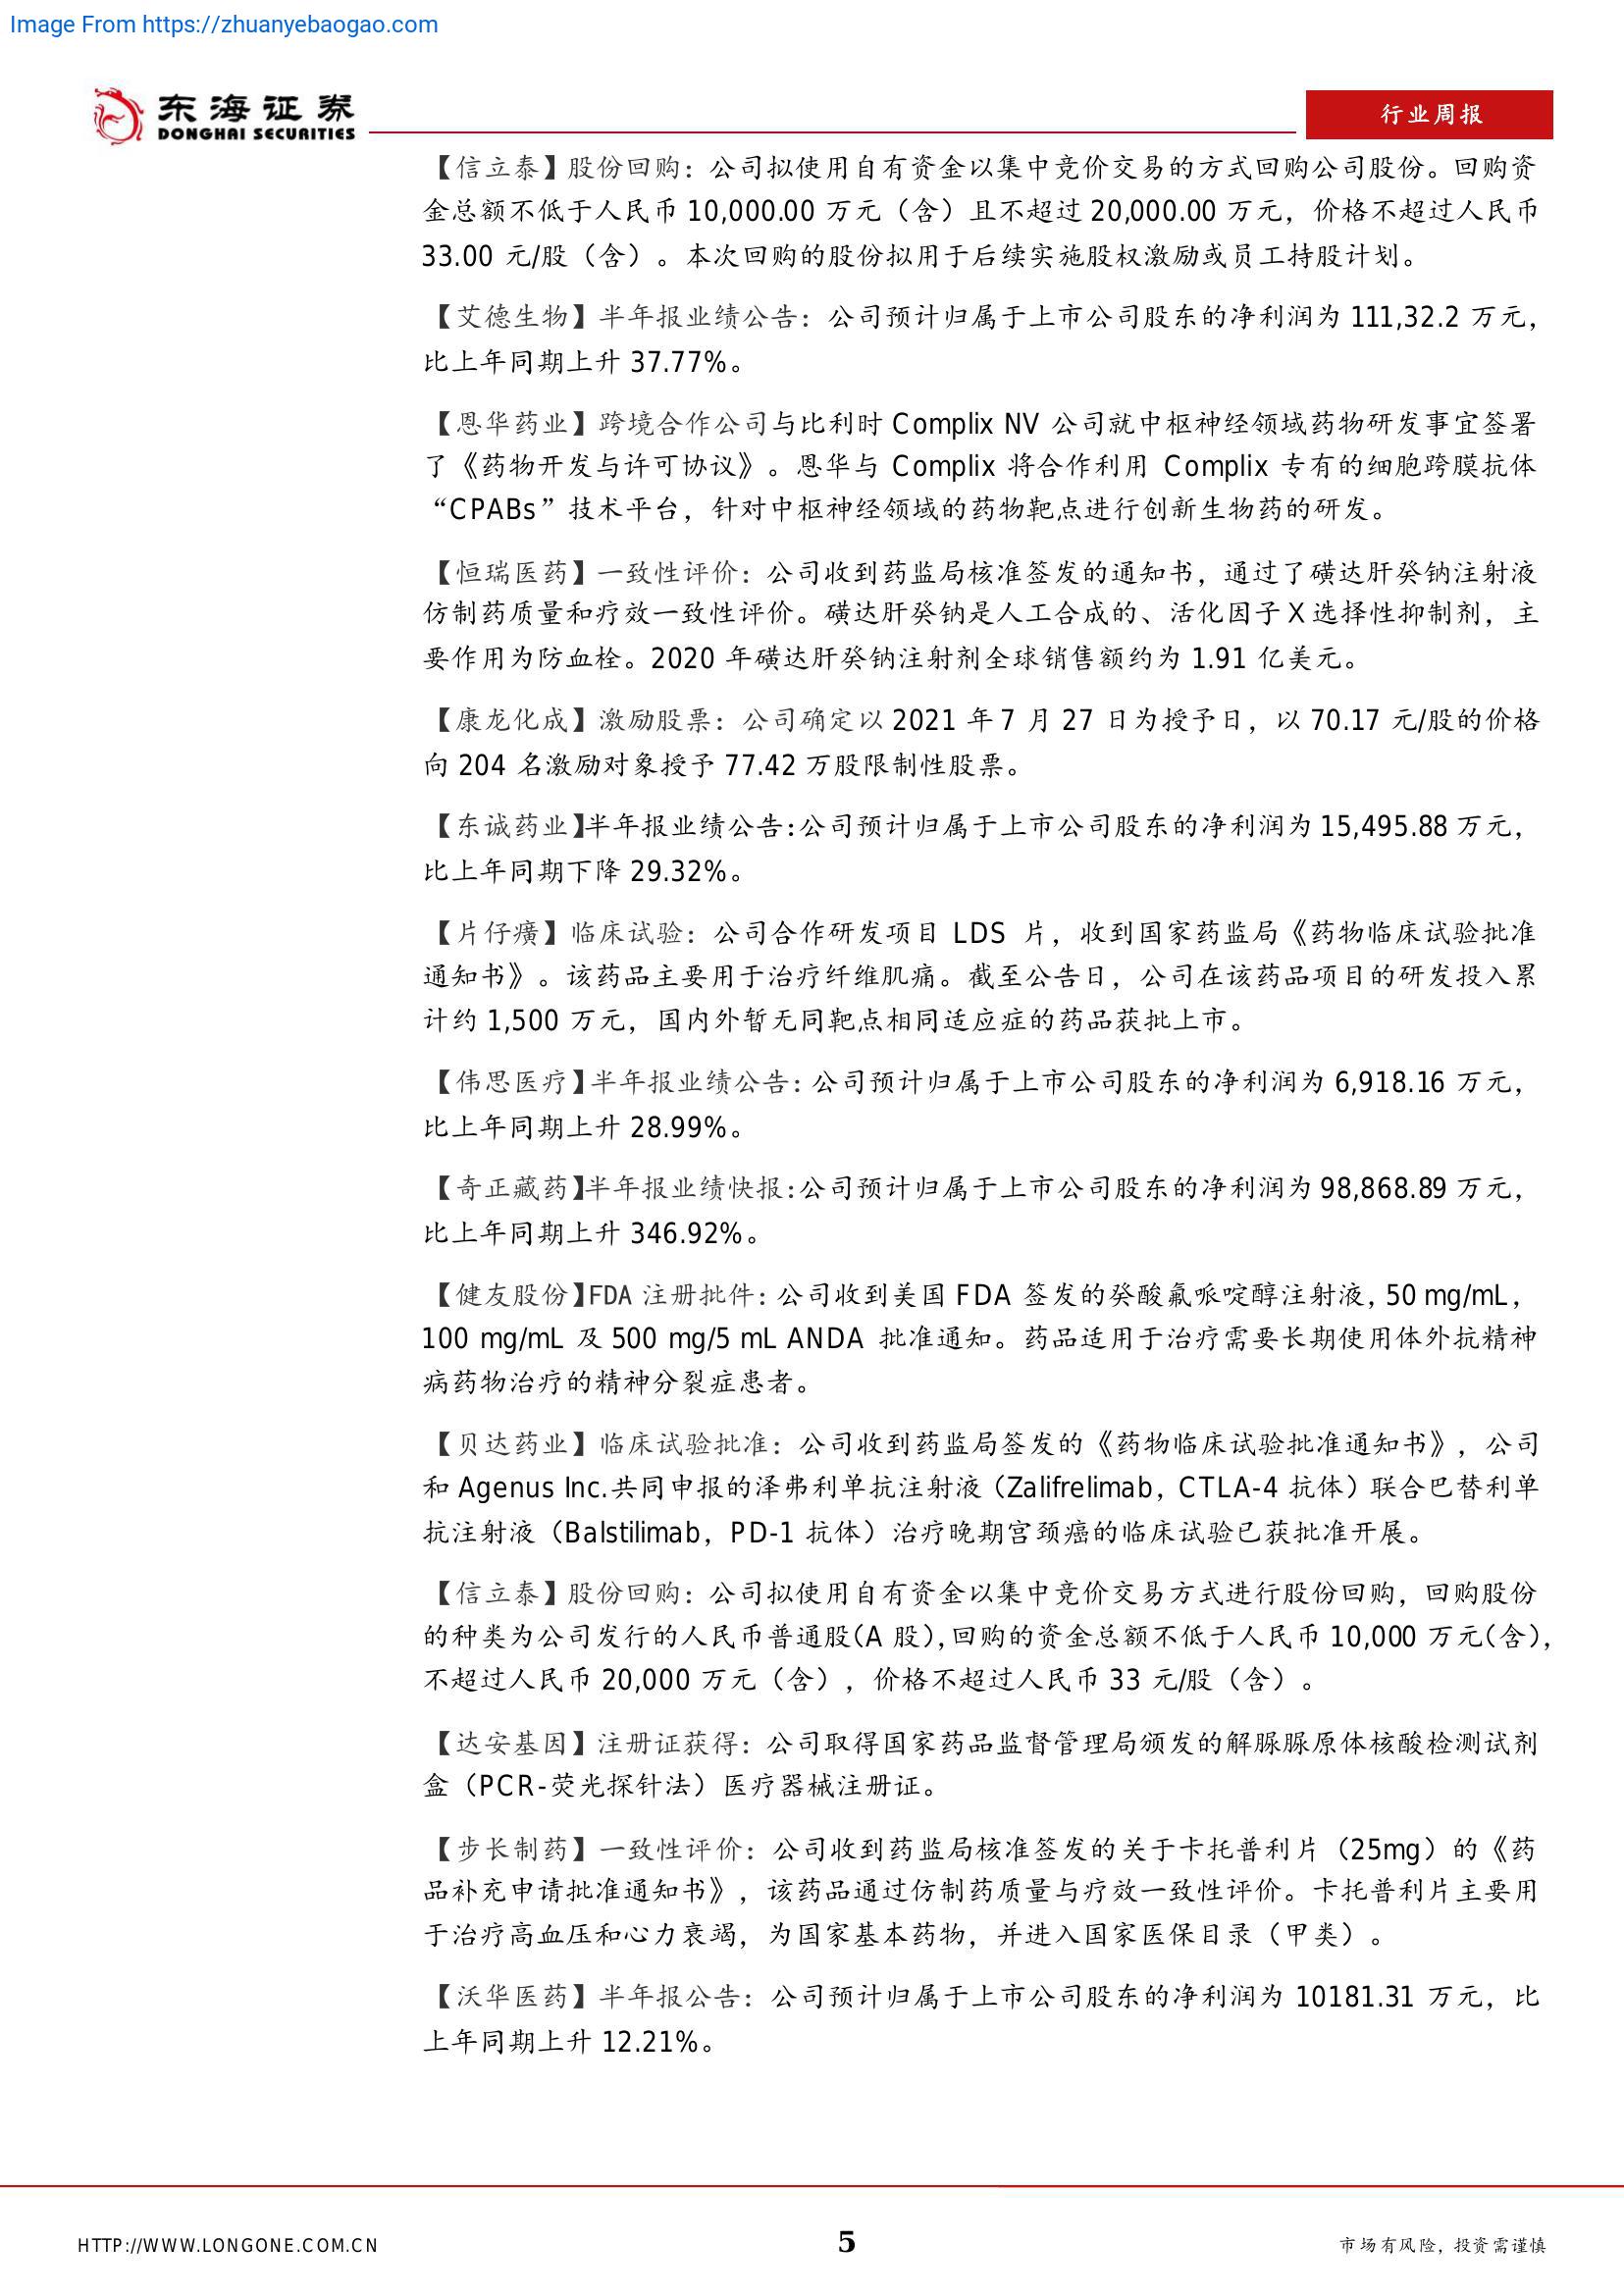 Image From https://zhuanyebaogao.com
东海证券
DONGHAI SECURITIES
行业周报
【信立泰】股份回购：公司拟使用自有资金以集中竞价交易的方式回购公司股份。回购资
金总额不低于人民币 10,000.00 万元（含）且不超过 20,000.00 万元，价格不超过人民币
33.00 元/股（含）。本次回购的股份拟用于后续实施股权激励或员工持股计划。
【艾德生物】半年报业绩公告：公司预计归属于上市公司股东的净利润为 111,32.2 万元，
比上年同期上升 37.77%。
【恩华药业】跨境合作公司与比利时 Complix NV 公司就中枢神经领域药物研发事宜签署
了《药物开发与许可协议》。恩华与 Complix 将合作利用 Complix 专有的细胞跨膜抗体
“CPABs”技术平台，针对中枢神经领域的药物靶点进行创新生物药的研发。
【恒瑞医药】一致性评价：公司收到药监局核准签发的通知书，通过了磺达肝癸钠注射液
仿制药质量和疗效一致性评价。磺达肝癸钠是人工合成的、活化因子 X 选择性抑制剂，主
要作用为防血栓。2020 年磺达肝癸钠注射剂全球销售额约为 1.91 亿美元。
【康龙化成】激励股票：公司确定以 2021 年 7 月 27 日为授予日，以 70.17 元/股的价格
向 204 名激励对象授予 77.42 万股限制性股票。
【东诚药业】半年报业绩公告：公司预计归属于上市公司股东的净利润为 15,495.88 万元，
比上年同期下降 29.32%。
【片仔癀】临床试验：公司合作研发项目 LDS 片，收到国家药监局《药物临床试验批准
通知书》。该药品主要用于治疗纤维肌痛。截至公告日，公司在该药品项目的研发投入累
计约 1,500 万元，国内外暂无同靶点相同适应症的药品获批上市。
【伟思医疗】半年报业绩公告：公司预计归属于上市公司股东的净利润为 6,918.16 万元，
比上年同期上升 28.99%。
【奇正藏药】半年报业绩快报：公司预计归属于上市公司股东的净利润为 98,868.89 万元，
比上年同期上升 346.92%。
【健友股份】FDA 注册批件：公司收到美国 FDA 签发的癸酸氟哌啶醇注射液，50 mg/mL，
100 mg/mL 及 500 mg/5 mL ANDA 批准通知。药品适用于治疗需要长期使用体外抗精神
病药物治疗的精神分裂症患者。
【贝达药业】临床试验批准：公司收到药监局签发的《药物临床试验批准通知书》，公司
和 Agenus Inc.共同申报的泽弗利单抗注射液（Zalifrelimab，CTLA-4 抗体）联合巴替利单
抗注射液（Balstilimab，PD-1 抗体）治疗晚期宫颈癌的临床试验已获批准开展。
【信立泰】股份回购：公司拟使用自有资金以集中竞价交易方式进行股份回购，回购股份
的种类为公司发行的人民币普通股（A 股），回购的资金总额不低于人民币 10,000 万元（含），
不超过人民币 20,000 万元（含），价格不超过人民币 33 元/股（含）。
【达安基因】注册证获得：公司取得国家药品监督管理局颁发的解脲脲原体核酸检测试剂
盒（PCR-荧光探针法）医疗器械注册证。
【步长制药】一致性评价：公司收到药监局核准签发的关于卡托普利片（25mg）的《药
品补充申请批准通知书》，该药品通过仿制药质量与疗效一致性评价。卡托普利片主要用
于治疗高血压和心力衰竭，为国家基本药物，并进入国家医保目录（甲类）。
【沃华医药】半年报公告：公司预计归属于上市公司股东的净利润为 10181.31 万元，比
上年同期上升 12.21%。
HTTP://WWW.LONGONE.COM.CN
5
市场有风险，投资需谨慎